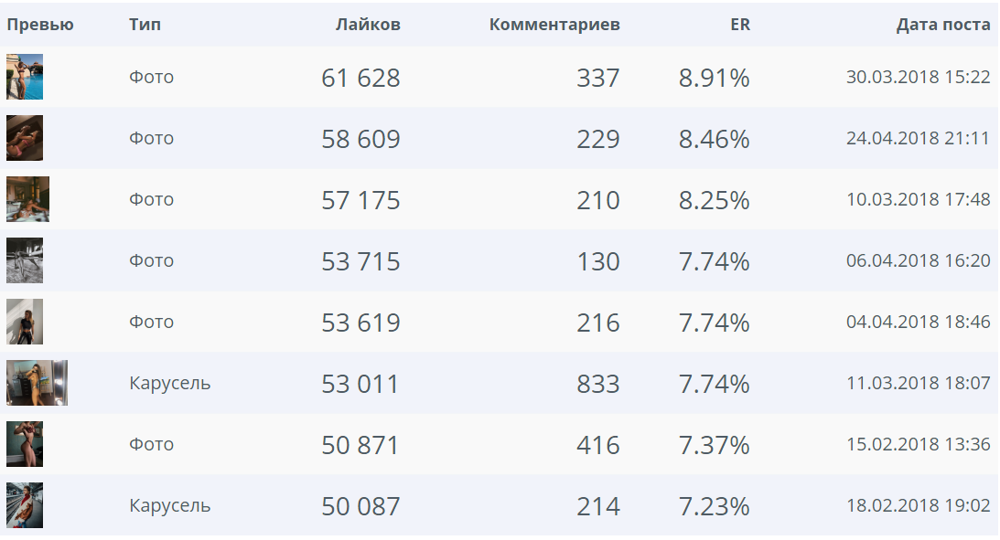 Превью Тип Лайков Комментариев ER Дата поста
Фото 61 628 337 8.91% 30.03.2018 15:22
Фото 58 609 229 8.46% 24.04.2018 21:11
Фото 57 175 210 8.25% 10.03.2018 17:48
Фото 53 715 130 7.74% 06.04.2018 16:20
Фото 53 619 216 7.74% 04.04.2018 18:46
Карусель 53 011 833 7.74% 11.03.2018 18:07
Фото 50 871 416 7.37% 15.02.2018 13:36
Карусель 50 087 214 7.23% 18.02.2018 19:02